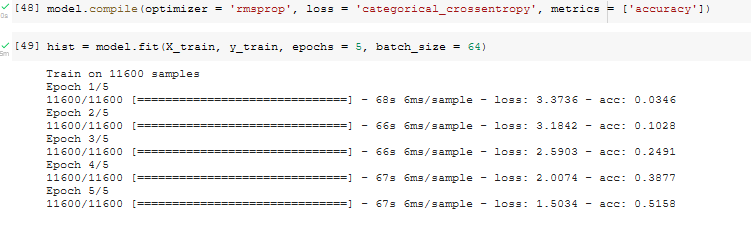 [48] model.compile(optimizer = 'rmsprop', loss = 'categorical_crossentropy', metrics = ['accuracy'])
0s
[49] hist = model.fit(X_train, y_train, epochs = 5, batch_size = 64)
Train on 11600 samples
Epoch 1/5
11600/11600 [==============================] - 68s 6ms/sample - loss: 3.3736 - acc: 0.0346
Epoch 2/5
11600/11600 [==============================] - 66s 6ms/sample - loss: 3.1842 - acc: 0.1028
Epoch 3/5
11600/11600 [==============================] - 66s 6ms/sample - loss: 2.5903 - acc: 0.2491
Epoch 4/5
11600/11600 [==============================] - 67s 6ms/sample - loss: 2.0074 - acc: 0.3877
Epoch 5/5
11600/11600 [==============================] - 67s 6ms/sample - loss: 1.5034 - acc: 0.5158